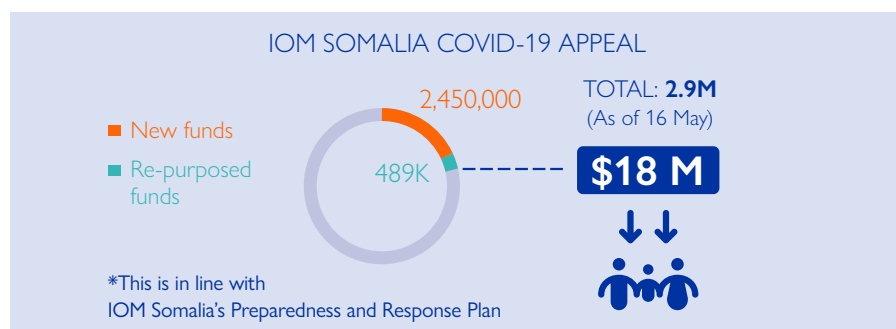 IOM SOMALIA COVID-19 APPEAL
2,450,000
TOTAL: 2.9M
(As of 16 May)
New funds
Re-purposed
funds
489K
$18 M
*This is in line with
IOM Somalia's Preparedness and Response Plan